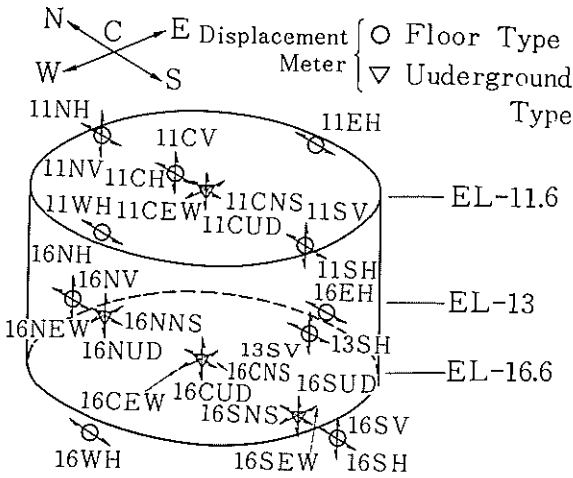 N C E
W S
Displacement Meter
Floor Type
Uuderground Type
11NH
11EH
11CV
11NV
11CH
11CNS
11WH
11CEW
11SV
11CUD
EL-11.6
16NH
11SH
16NV
16EH
EL-13
16NEW
16NNS
13SV
13SH
16NUD
16CNS
16SUD
EL-16.6
16CEW
16CUD
16SNS
16SV
16WH
16SEW
16SH